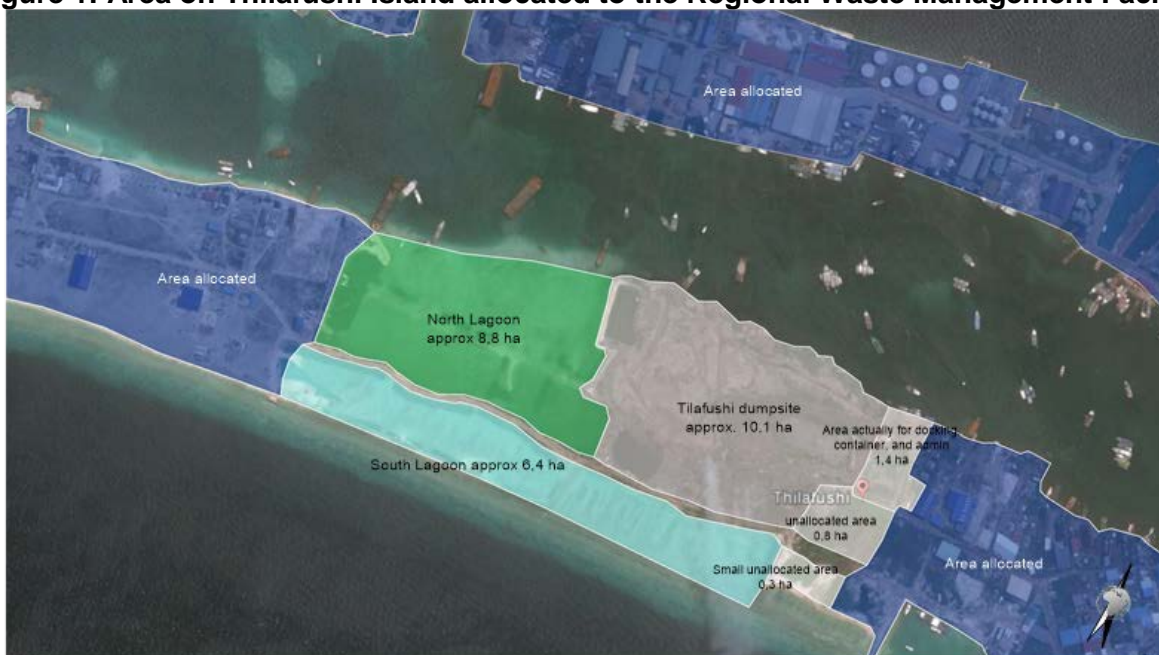 gure 1: Area on Thilafushi Island allocated to the Regional Waste Management Faci
Area allocated
Area allocated
North Lagoon
approx 8,8 ha
Tilafushi dumpsite
approx. 10,1 ha
Area actually for docking
container, and admin
1,4 ha
South Lagoon approx 6,4 ha
Thilafushi
unallocated area
0,8 ha
Small unallocated area
0,3 ha
Area allocated